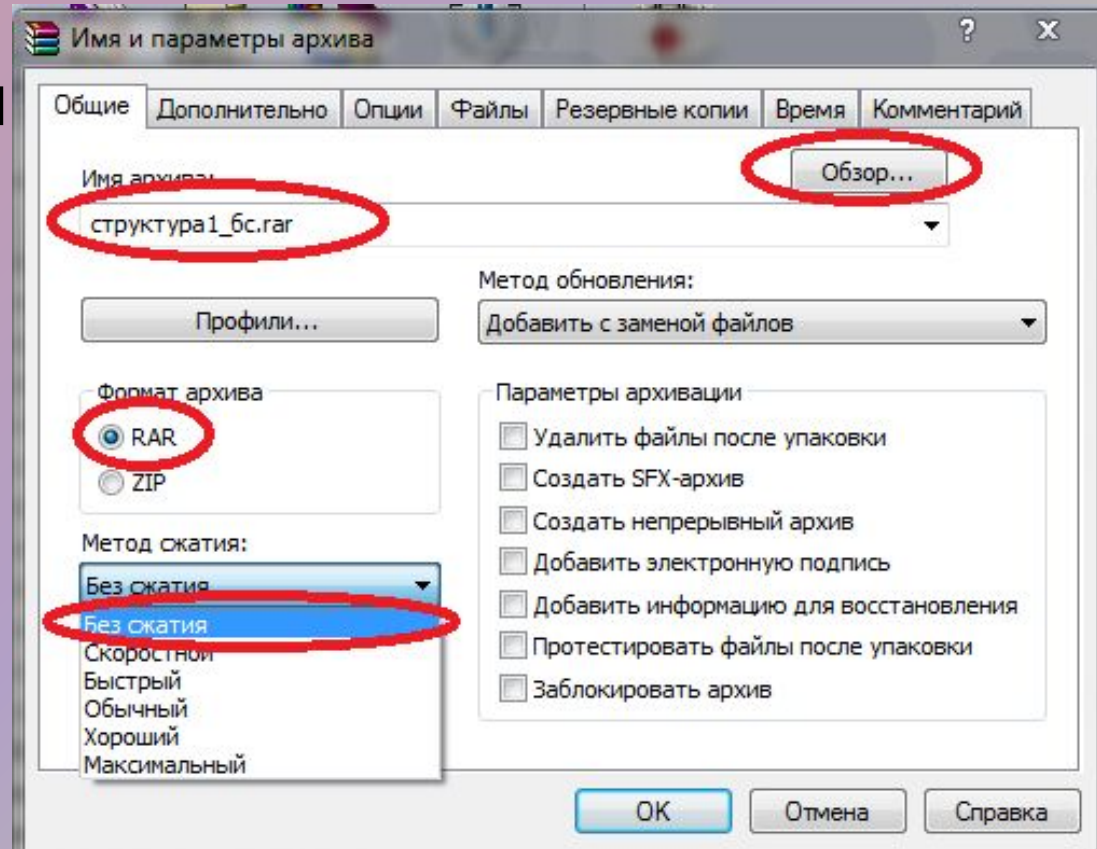 Имя и параметры архива
Общие Дополнительно Опции Файлы Резервные копии Время Комментарий
Обзор...
Имя архива:
структура1_бс.rar
Метод обновления:
Профили...
Добавить с заменой файлов
Формат архива
RAR
ZIP
Параметры архивации
Удалить файлы после упаковки
Создать SFX-архив
Создать непрерывный архив
Добавить электронную подпись
Добавить информацию для восстановления
Протестировать файлы после упаковки
Заблокировать архив
Метод сжатия:
Без сжатия
Без сжатия
Скоростной
Быстрый
Обычный
Хороший
Максимальный
OK Отмена Справка